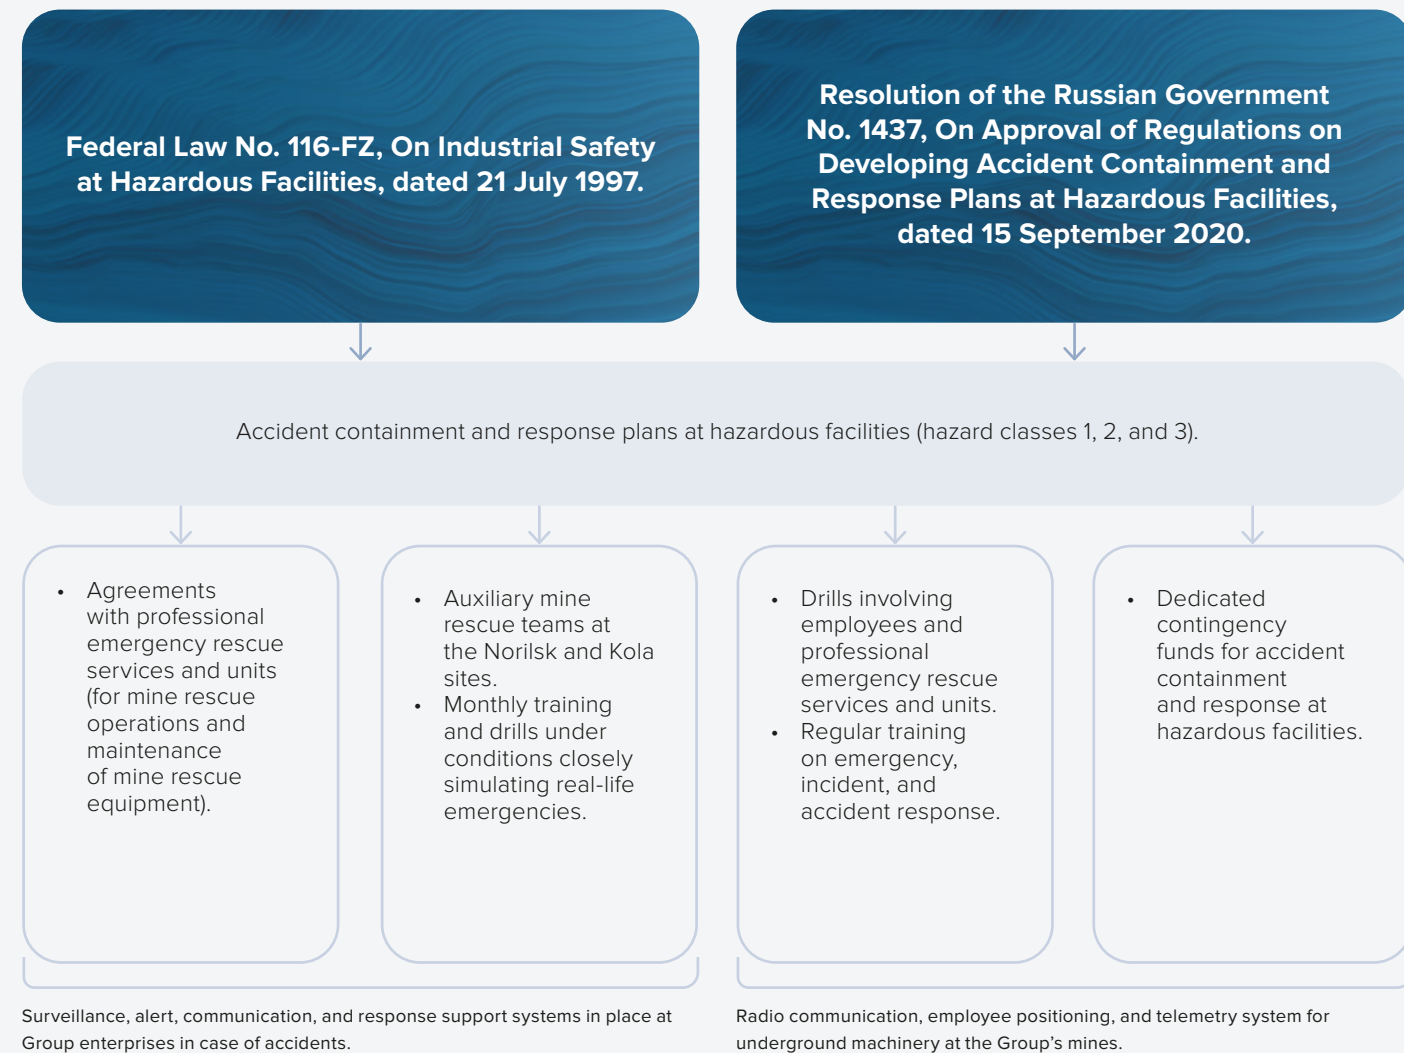 Federal Law No. 116-FZ, On Industrial Safety
at Hazardous Facilities, dated 21 July 1997.
Resolution of the Russian Government
No. 1437, On Approval of Regulations on
Developing Accident Containment and
Response Plans at Hazardous Facilities,
dated 15 September 2020.
Accident containment and response plans at hazardous facilities (hazard classes 1, 2, and 3).
• Agreements
with professional
emergency rescue
services and units
(for mine rescue
operations and
maintenance
of mine rescue
equipment).
• Auxiliary mine
rescue teams at
the Norilsk and Kola
sites.
• Monthly training
and drills under
conditions closely
simulating real-life
emergencies.
• Drills involving
employees and
professional
emergency rescue
services and units.
• Regular training
on emergency,
incident, and
accident response.
• Dedicated
contingency
funds for accident
containment
and response at
hazardous facilities.
Surveillance, alert, communication, and response support systems in place at
Group enterprises in case of accidents.
Radio communication, employee positioning, and telemetry system for
underground machinery at the Group's mines.